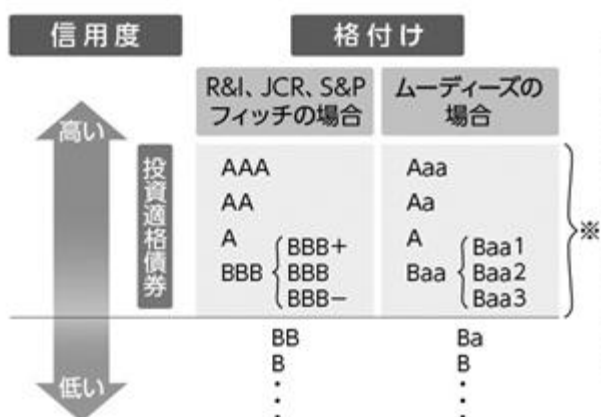 信用度
格付け
R&I、JCR、S&P
フィッチの場合
ムーディーズの
場合
高い
投資適格債券
AAA
Aaa
AA
Aa
A
A
BBB
BBB+
BBB
BBB−
Baa
Baa1
Baa2
Baa3
※
BB
Ba
B
B
・
・
・
・
・
・
低い